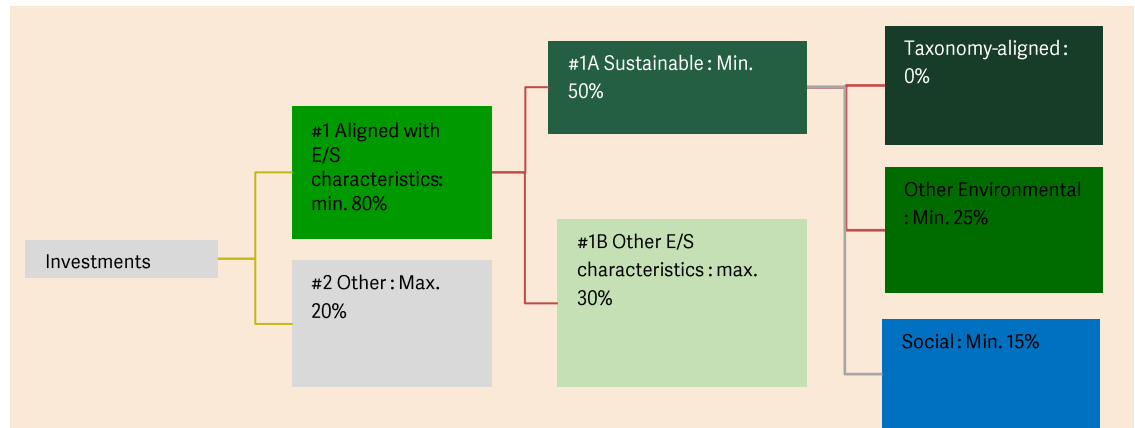 Investments
#1 Aligned with
E/S
characteristics:
min. 80%
#2 Other : Max.
20%
#1A Sustainable : Min.
50%
#1B Other E/S
characteristics : max.
30%
Taxonomy-aligned :
0%
Other Environmental
: Min. 25%
Social : Min. 15%